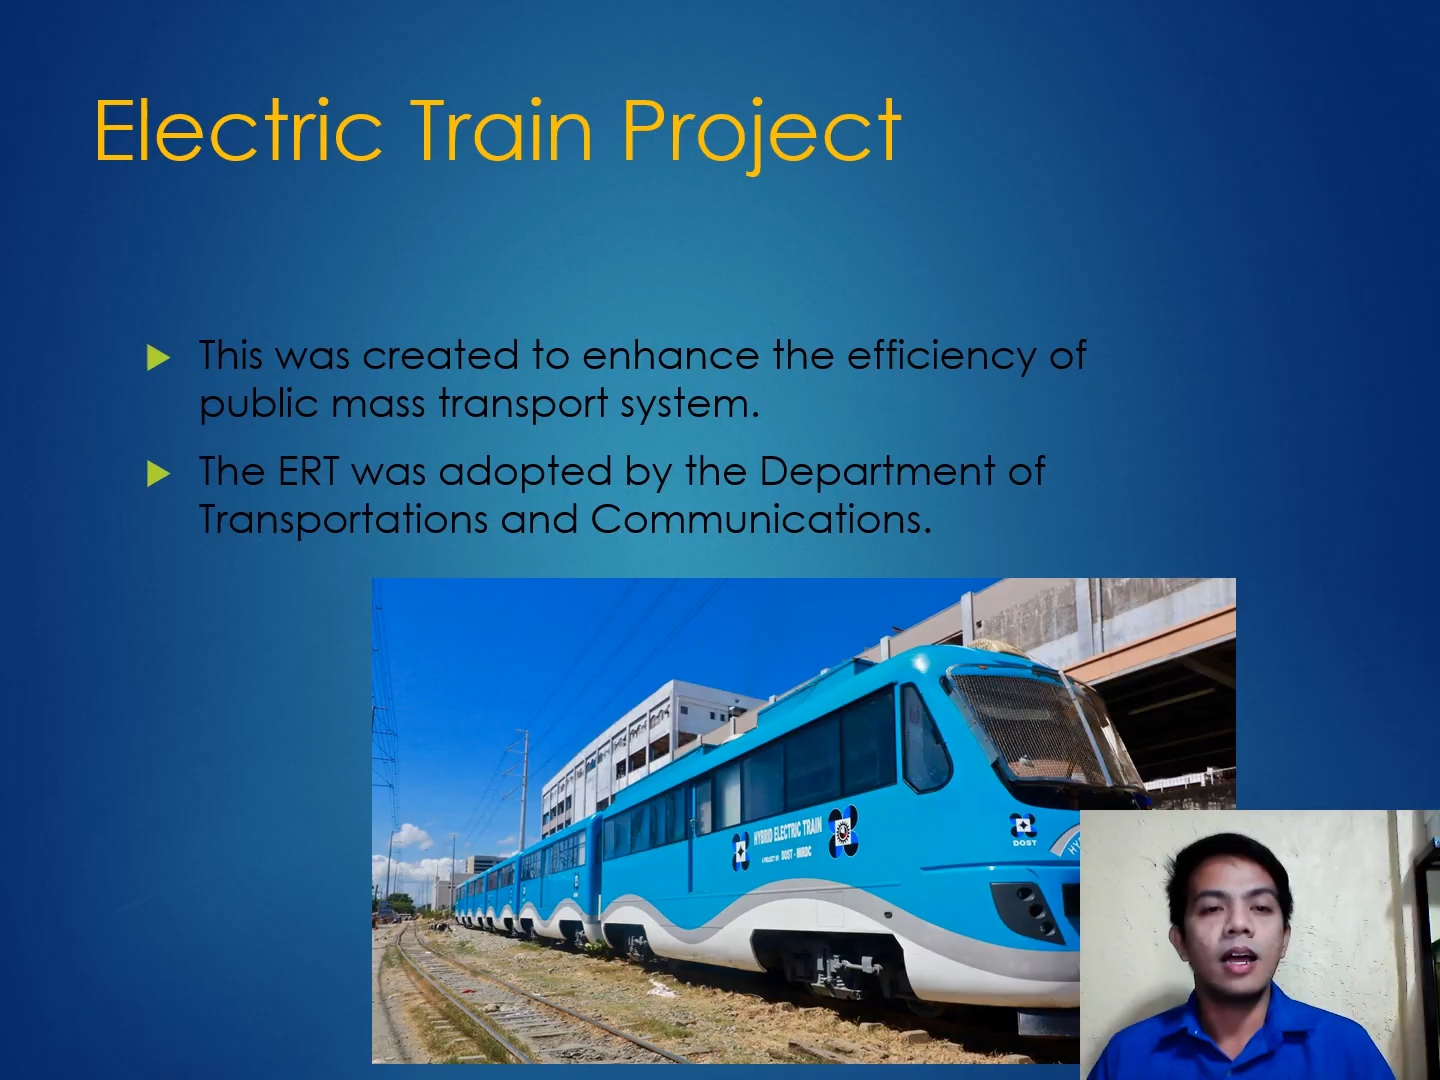 Electric Train Project
This was created to enhance the efficiency of
public mass transport system.
The ERT was adopted by the Department of
Transportations and Communications.
HYBRID ELECTRIC TRAIN
A PROJECT OF: DOST - MIRDC
DOST
HY